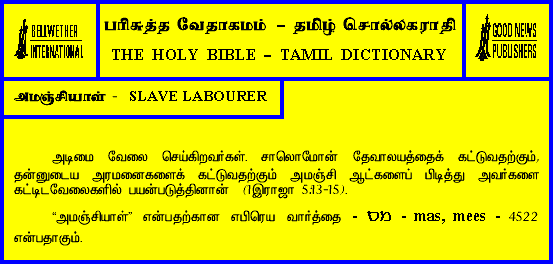 BELLWETHER
INTERNATIONAL
பரிசுத்த வேதாகமம் – தமிழ் சொல்லகராதி
THE HOLY BIBLE – TAMIL DICTIONARY
GOOD NEWS
PUBLISHERS
அமஞ்சியாள் - SLAVE LABOURER
அடிமை வேலை செய்கிறவர்கள். சாலொமோன் தேவாலயத்தைக் கட்டுவதற்கும்,
தன்னுடைய அரமனைகளைக் கட்டுவதற்கும் அமஞ்சி ஆட்களைப் பிடித்து அவர்களை
கட்டிடவேலைகளில் பயன்படுத்தினான் (1இராஜா 5:13-15).
“அமஞ்சியாள்” என்பதற்கான எபிரெய வார்த்தை - מס - mas, mees - 4522
என்பதாகும்.